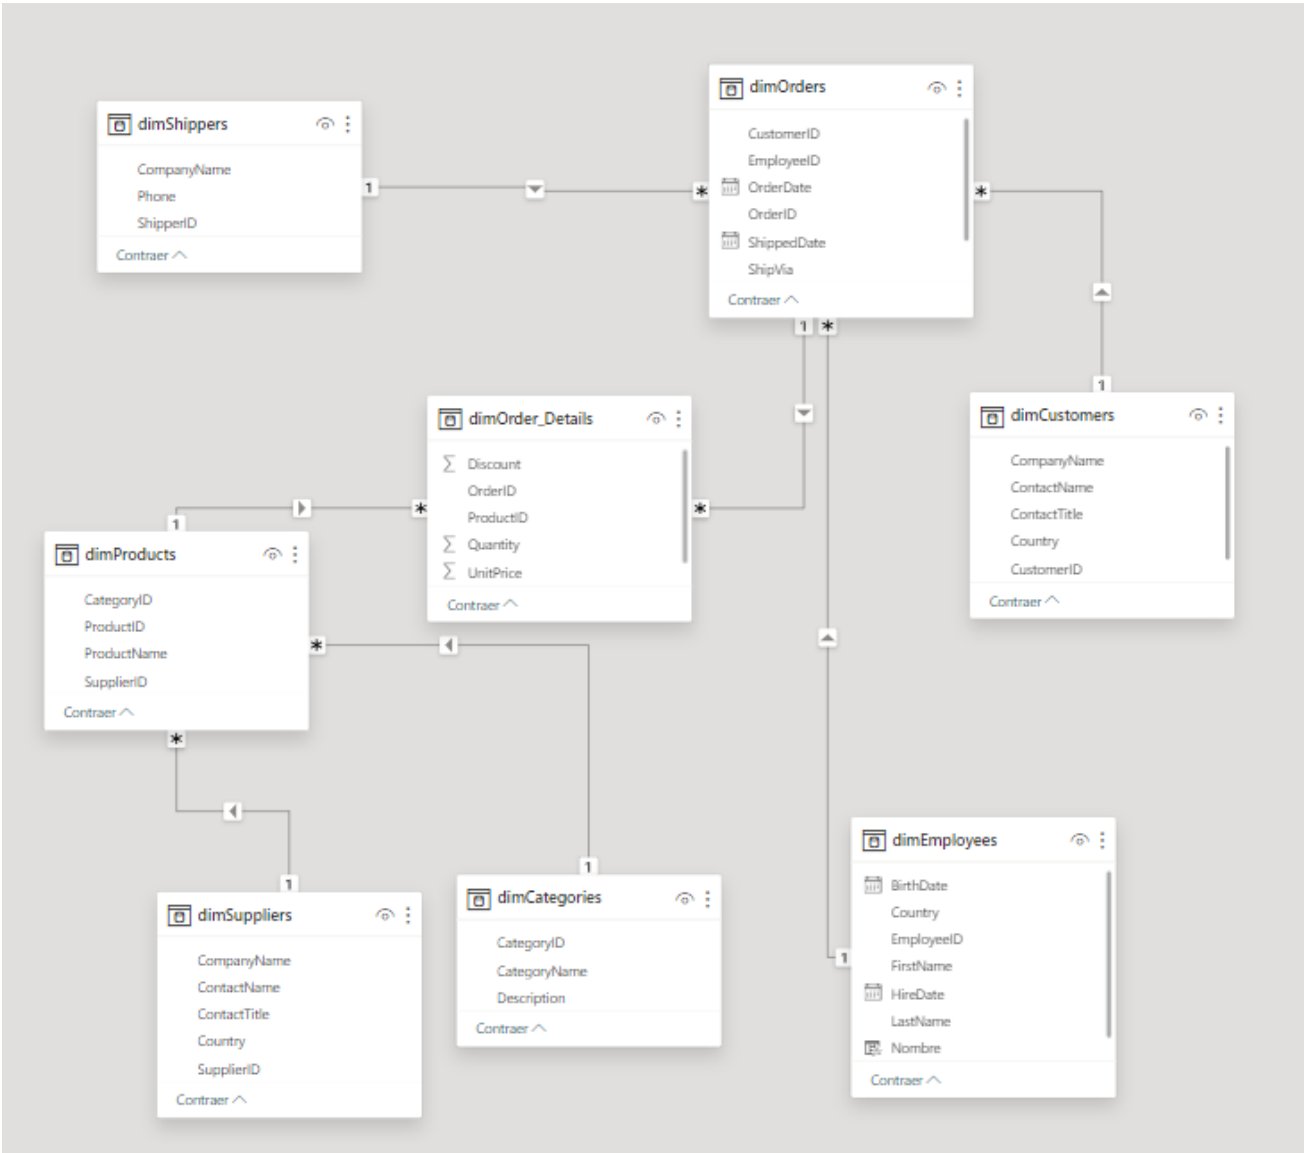 dimShippers
CompanyName
Phone
ShipperID
Contraer
1
*
dimOrders
CustomerID
EmployeeID
OrderDate
OrderID
ShippedDate
ShipVia
Contraer
*
1 *
1
dimCustomers
CompanyName
ContactName
ContactTitle
Country
CustomerID
Contraer
dimOrder_Details
Discount
OrderID
ProductID
Quantity
UnitPrice
Contraer
*
*
1
dimProducts
CategoryID
ProductID
ProductName
SupplierID
Contraer
*
*
1
dimSuppliers
CompanyName
ContactName
ContactTitle
Country
SupplierID
Contraer
1
dimCategories
CategoryID
CategoryName
Description
Contraer
1
dimEmployees
BirthDate
Country
EmployeeID
FirstName
HireDate
LastName
Nombre
Contraer